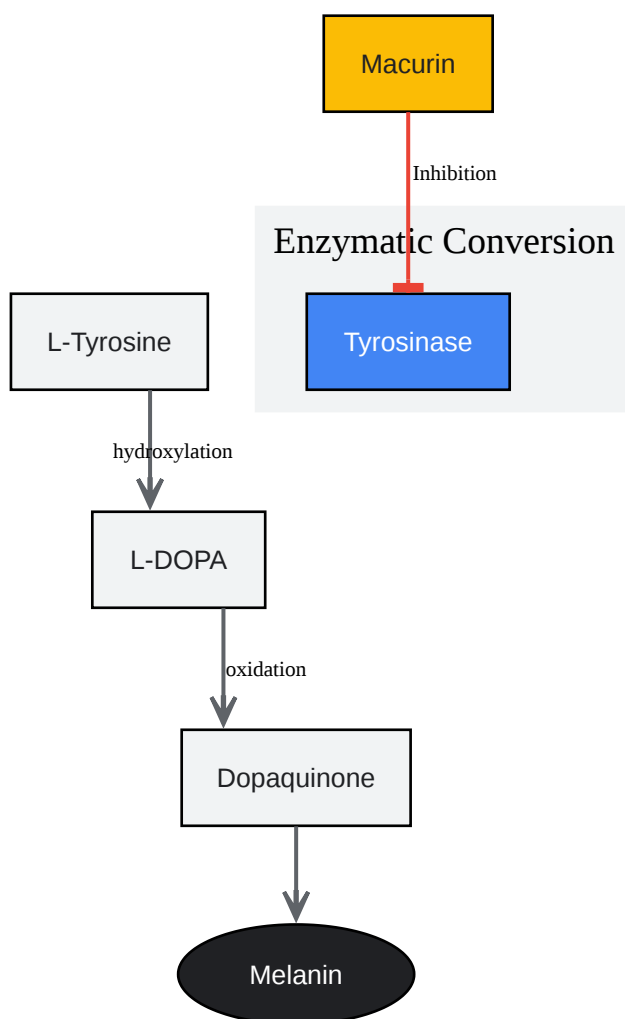 Macurin
Inhibition
Enzymatic Conversion
L-Tyrosine
Tyrosinase
hydroxylation
L-DOPA
oxidation
Dopaquinone
Melanin